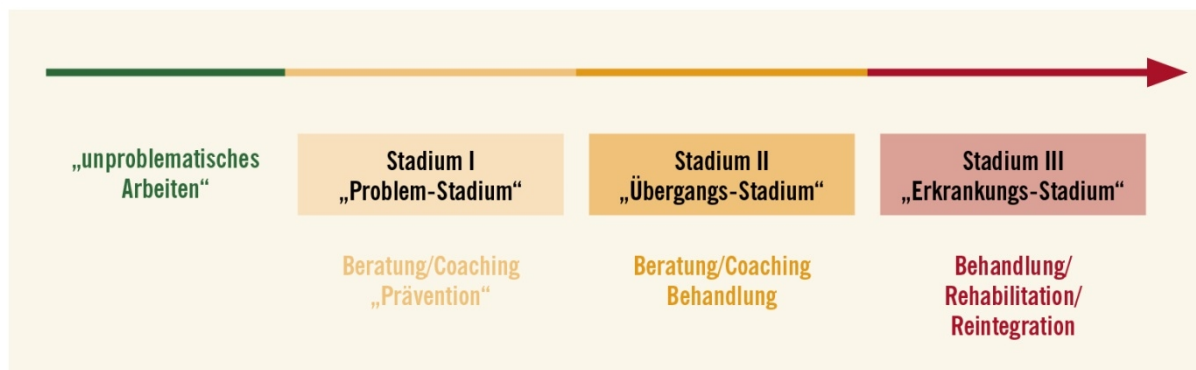 „unproblematisches
Arbeiten“
Stadium I
„Problem-Stadium“
Stadium II
„Übergangs-Stadium“
Stadium III
„Erkrankungs-Stadium“
Beratung/Coaching
„Prävention“
Beratung/Coaching
Behandlung
Behandlung/
Rehabilitation/
Reintegration